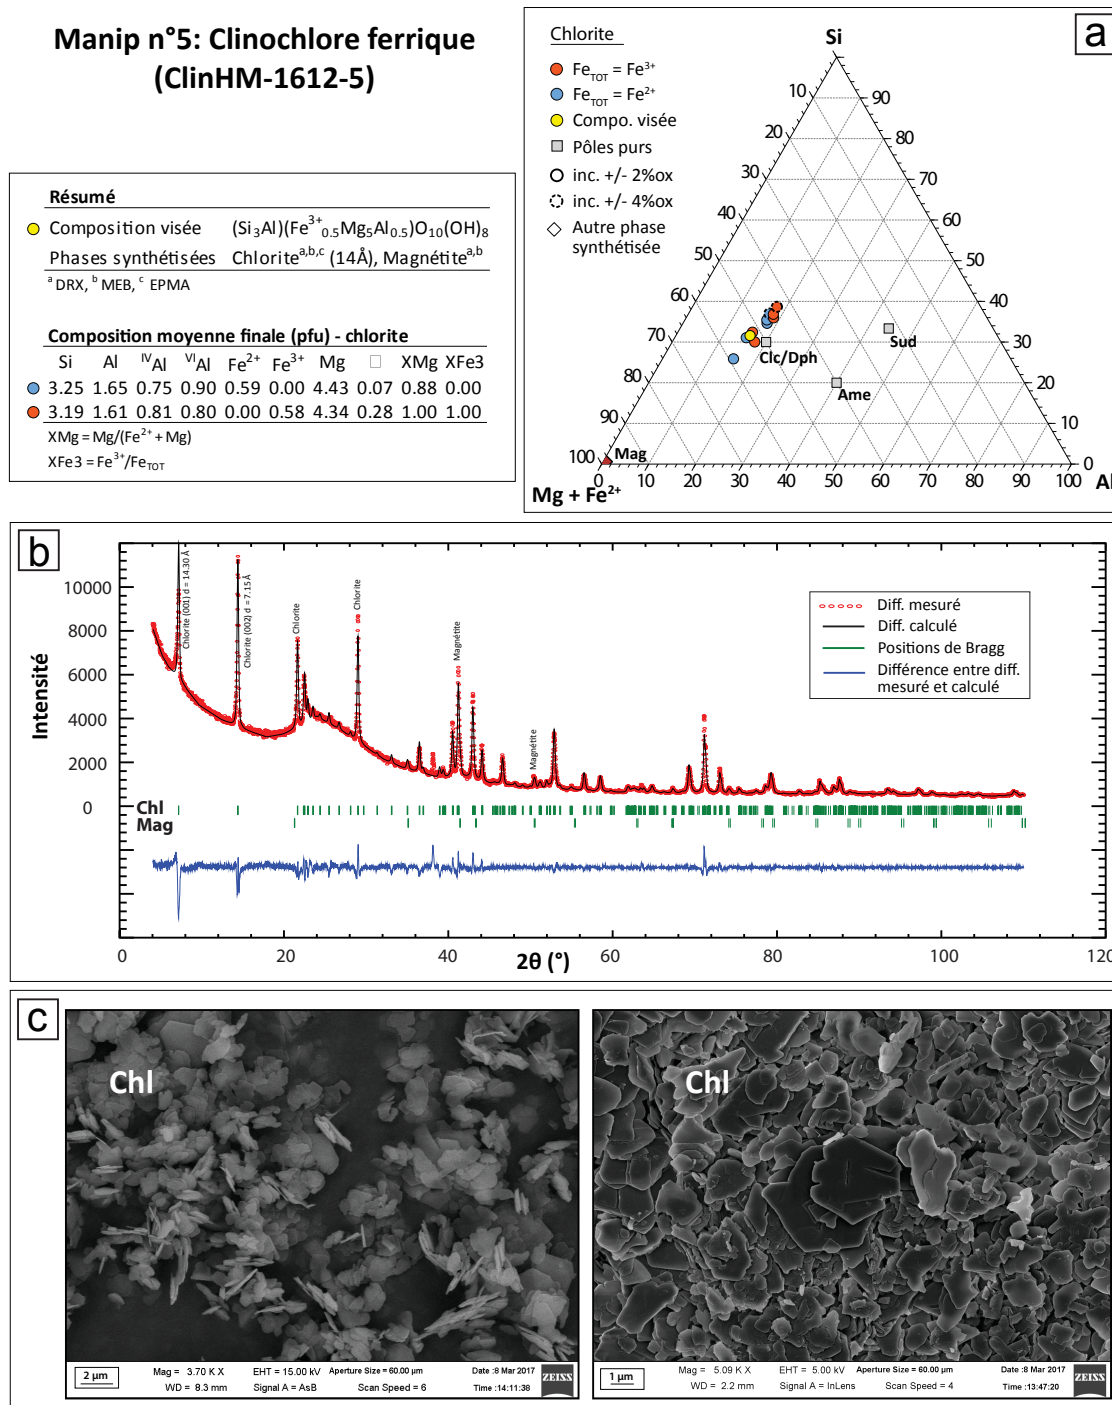 Manip n°5: Clinochlore ferrique
(ClinHM-1612-5)
Résumé
Composition visée (Si3Al)(Fe3+0.5Mg5Al0.5)O10(OH)8
Phases synthétisées Chlorite a,b,c (14Å), Magnétite a,b
a DRX, b MEB, c EPMA
Composition moyenne finale (pfu) - chlorite
Si Al IVAl VIAl Fe2+ Fe3+ Mg □ XMg XFe3
3.25 1.65 0.75 0.90 0.59 0.00 4.43 0.07 0.88 0.00
3.19 1.61 0.81 0.80 0.00 0.58 4.34 0.28 1.00 1.00
XMg = Mg/(Fe2+ + Mg)
XFe3 = Fe3+/FeTOT
a
Chlorite
FeTOT = Fe3+
FeTOT = Fe2+
Compo. visée
Pôles purs
inc. +/- 2%ox
inc. +/- 4%ox
Autre phase
synthétisée
Si
10 90
20 80
30 70
40 60
50 50
60 40
70 30
80 20
90 10
100 0
Clc/Dph
Sud
Ame
Mag
0 10 20 30 40 50 60 70 80 90 100
Mg + Fe2+
Al
b
Intensité
10000
8000
6000
4000
2000
0
Chl
Mag
Chlorite (001) d = 14.30 Å
Chlorite (002) d = 7.15 Å
Chlorite
Chlorite
Magnétite
Magnétite
Diff. mesuré
Diff. calculé
Positions de Bragg
Différence entre diff.
mesuré et calculé
0 20 40 60 80 100 120
2θ (°)
c
Chl
2 µm
Mag = 3.70 K X EHT = 15.00 kV Aperture Size = 60.00 µm Date :8 Mar 2017
WD = 8.3 mm Signal A = AsB Scan Speed = 6 Time :14:11:38
ZEISS
Chl
1 µm
Mag = 5.09 K X EHT = 5.00 kV Aperture Size = 60.00 µm Date :8 Mar 2017
WD = 2.2 mm Signal A = InLens Scan Speed = 4 Time :13:47:20
ZEISS